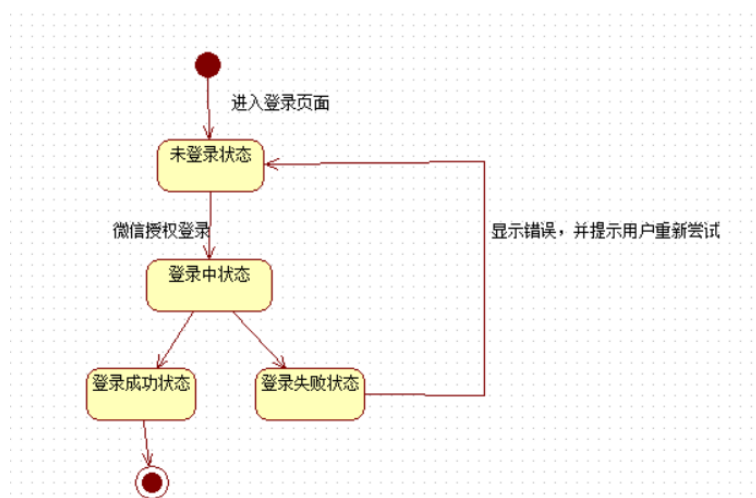 进入登录页面
未登录状态
微信授权登录
显示错误，并提示用户重新尝试
登录中状态
登录成功状态
登录失败状态